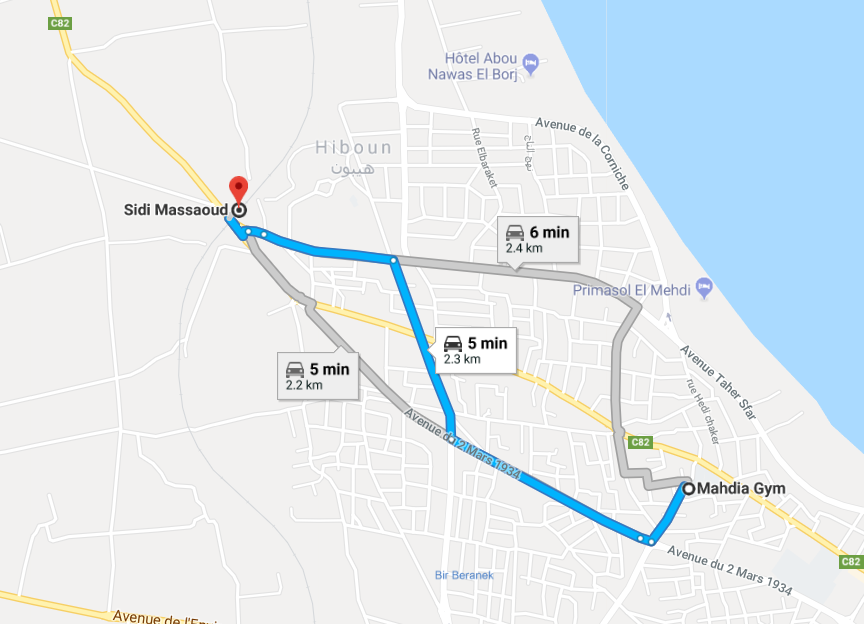 C82
Hôtel Abou
Nawas El Borj
Avenue de la Corniche
Rue Elbaraket
نهج التاج
Hiboun
هيبون
Sidi Massaoud
6 min
2.4 km
Primasol El Mehdi
5 min
2.3 km
5 min
2.2 km
Avenue Taher Sfar
rue Hedi chaker
Avenue du 2 Mars 1934
C82
Mahdia Gym
Avenue du 2 Mars 1934
C82
Bir Beranek
Avenue de l'Envi